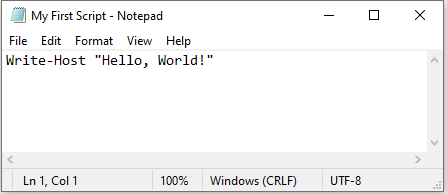 My First Script - Notepad
File Edit Format View Help
Write-Host "Hello, World!"
Ln 1, Col 1 100% Windows (CRLF) UTF-8